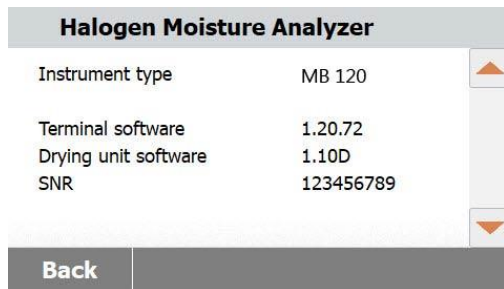 Halogen Moisture Analyzer
Instrument type MB 120
Terminal software 1.20.72
Drying unit software 1.10D
SNR 123456789
Back